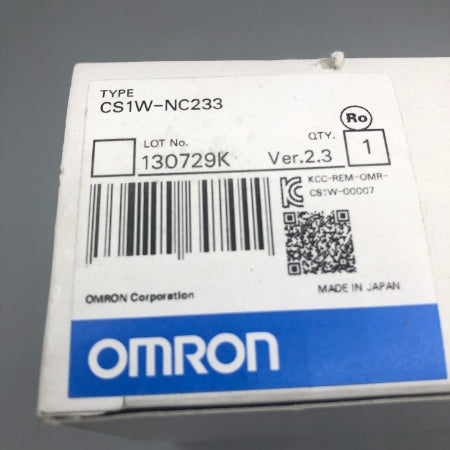 TYPE
CS1W-NC233
Ro
LOT No.
QTY.
130729K
Ver.2.3
1
KCC-REM-OMR-
CS1W-00007
OMRON Corporation
MADE IN JAPAN
OMRON